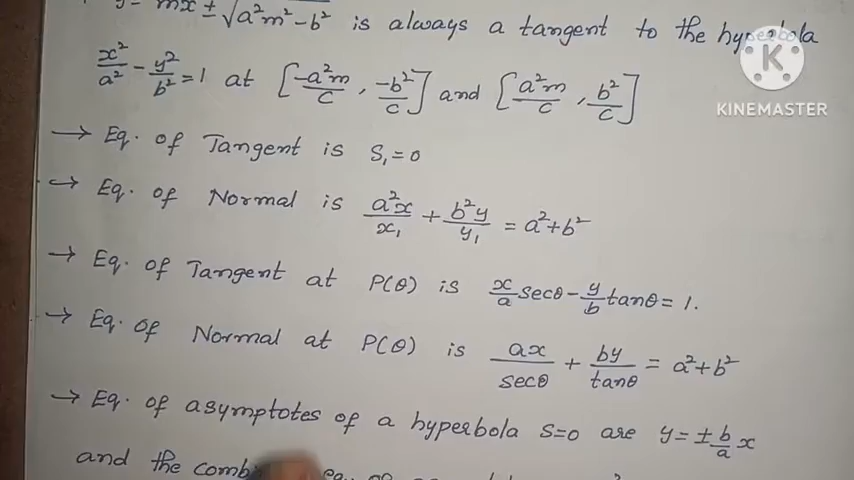 y = mx ± √a²m² - b² is always a tangent to the hyperbola
x²/a² - y²/b² = 1 at [-a²m/c, -b²/c] and [a²m/c, b²/c]
→ Eq. of Tangent is S₁ = 0
→ Eq. of Normal is a²x/x₁ + b²y/y₁ = a² + b²
→ Eq. of Tangent at P(θ) is x/a secθ - y/b tanθ = 1.
→ Eq. of Normal at P(θ) is ax/secθ + by/tanθ = a² + b²
→ Eq. of asymptotes of a hyperbola S=0 are y = ± b/a x
and the
K
KINEMASTER